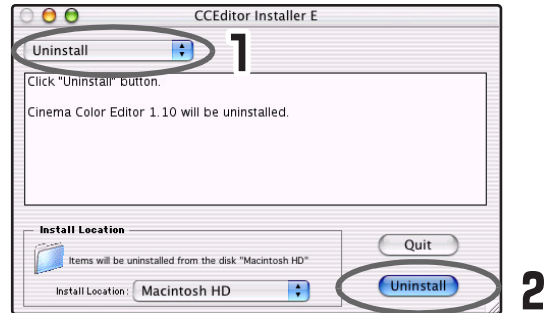 CCEditor Installer E
Uninstall
1
Click "Uninstall" button.
Cinema Color Editor 1.10 will be uninstalled.
Install Location
Items will be uninstalled from the disk "Macintosh HD"
Install Location: Macintosh HD
Quit
Uninstall
2